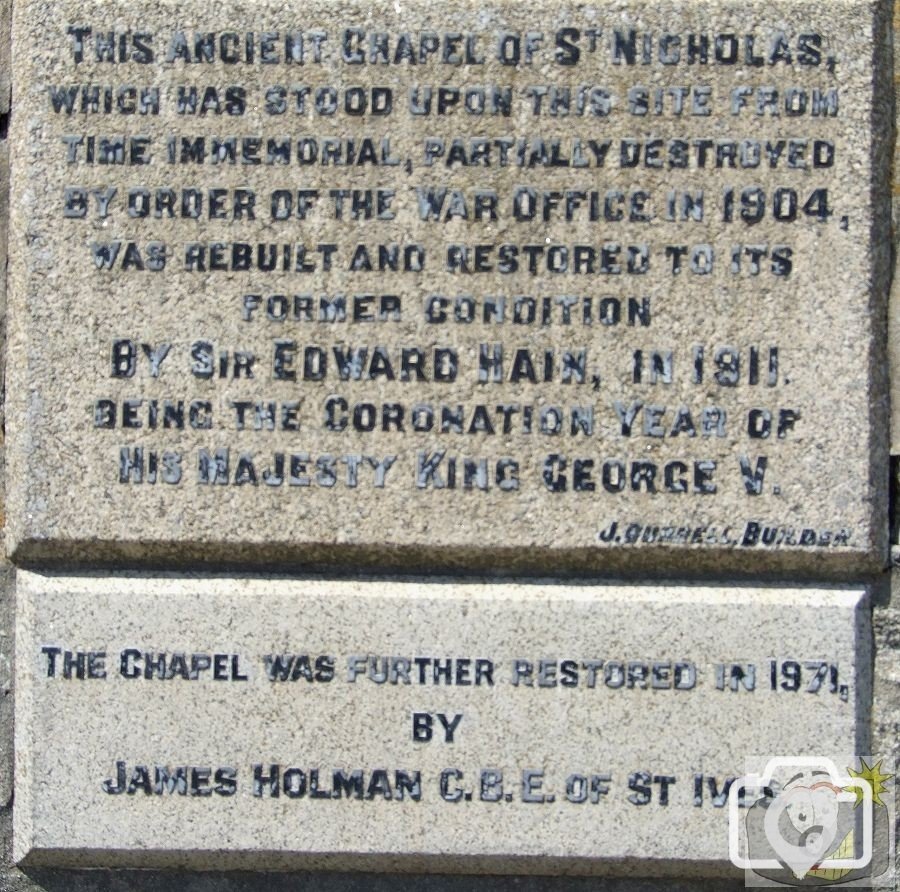 THIS ANCIENT CHAPEL OF ST NICHOLAS,
WHICH HAS STOOD UPON THIS SITE FROM
TIME IMMEMORIAL, PARTIALLY DESTROYED
BY ORDER OF THE WAR OFFICE IN 1904,
WAS REBUILT AND RESTORED TO ITS
FORMER CONDITION
BY SIR EDWARD HAIN, IN 1911.
BEING THE CORONATION YEAR OF
HIS MAJESTY KING GEORGE V.
J. BUILDER.
THE CHAPEL WAS FURTHER RESTORED IN 1971,
BY
JAMES HOLMAN C.B.E. OF ST IVES